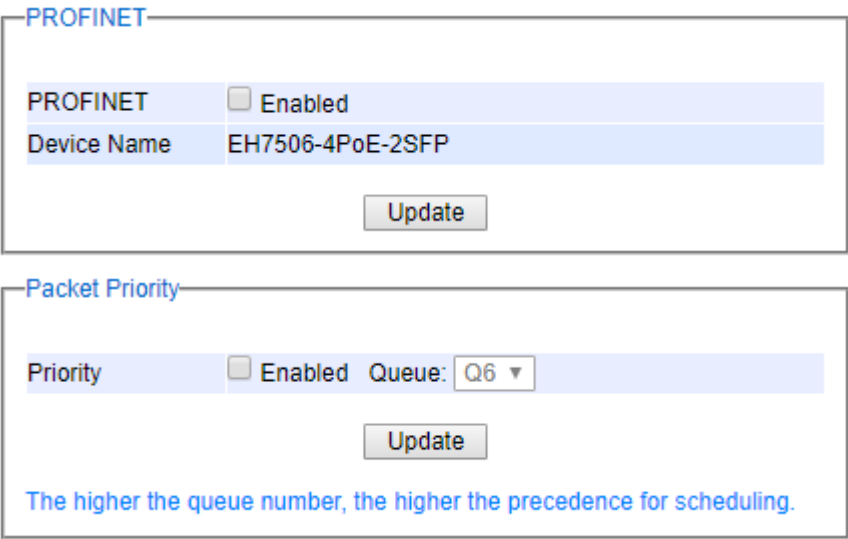 PROFINET
PROFINET Enabled
Device Name EH7506-4PoE-2SFP
Update
Packet Priority
Priority Enabled Queue: Q6
Update
The higher the queue number, the higher the precedence for scheduling.